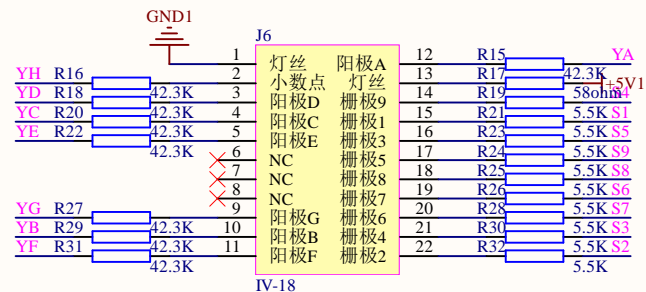 GND1
J6
1 灯丝 阳极A 12 R15 YA
YH R16 2 小数点 灯丝 13 R17 42.3K +5V1
YD R18 42.3K 3 阳极D 栅极9 14 R19 58ohm S4
YC R20 42.3K 4 阳极C 栅极1 15 R21 5.5K S1
YE R22 42.3K 5 阳极E 栅极3 16 R23 5.5K S5
42.3K 6 NC 栅极5 17 R24 5.5K S9
7 NC 栅极8 18 R25 5.5K S8
8 NC 栅极7 19 R26 5.5K S6
YG R27 9 阳极G 栅极6 20 R28 5.5K S7
YB R29 42.3K 10 阳极B 栅极4 21 R30 5.5K S3
YF R31 42.3K 11 阳极F 栅极2 22 R32 5.5K S2
42.3K 5.5K
IV-18